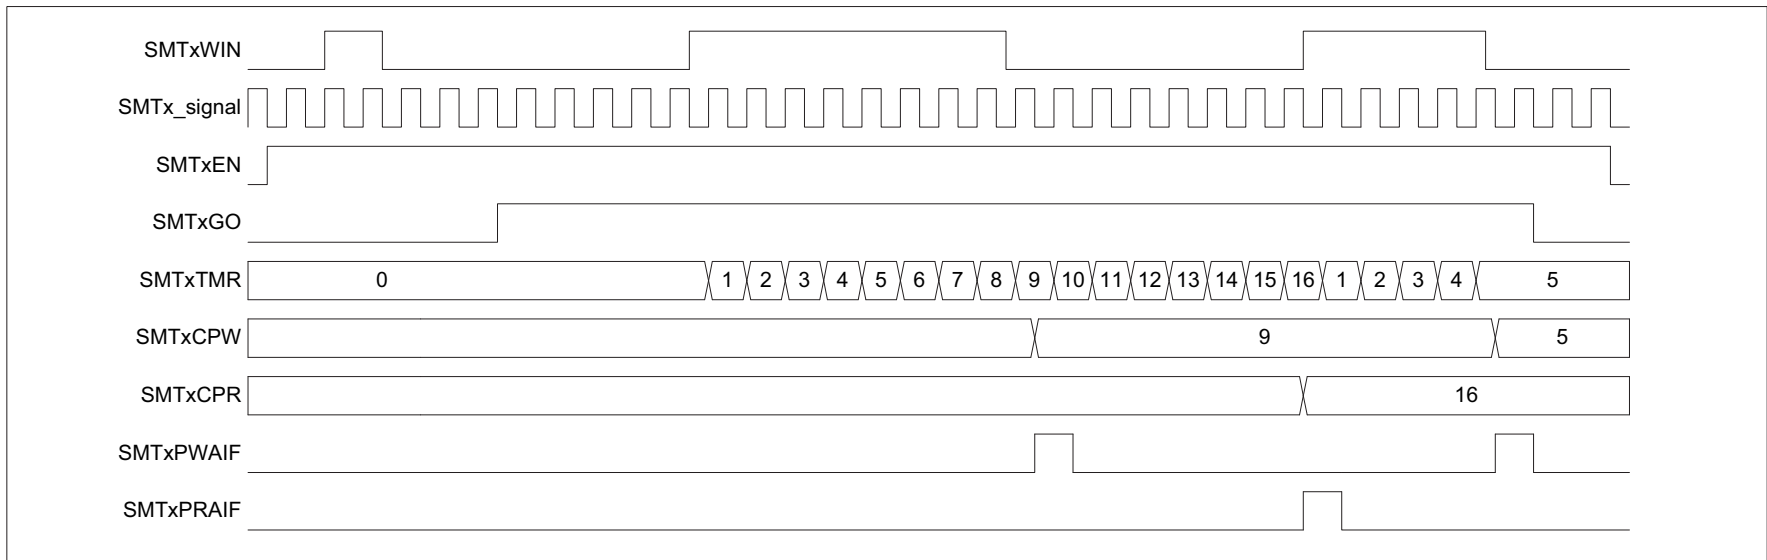 SMTxWIN
SMTx_signal
SMTxEN
SMTxGO
SMTxTMR 0 1 2 3 4 5 6 7 8 9 10 11 12 13 14 15 16 1 2 3 4 5
SMTxCPW 9 5
SMTxCPR 16
SMTxPWAIF
SMTxPRAIF